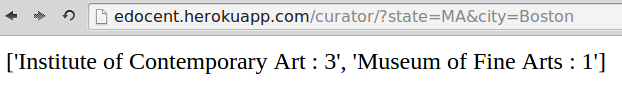 edocent.herokuapp.com/curator/?state=MA&city=Boston
['Institute of Contemporary Art : 3', 'Museum of Fine Arts : 1']